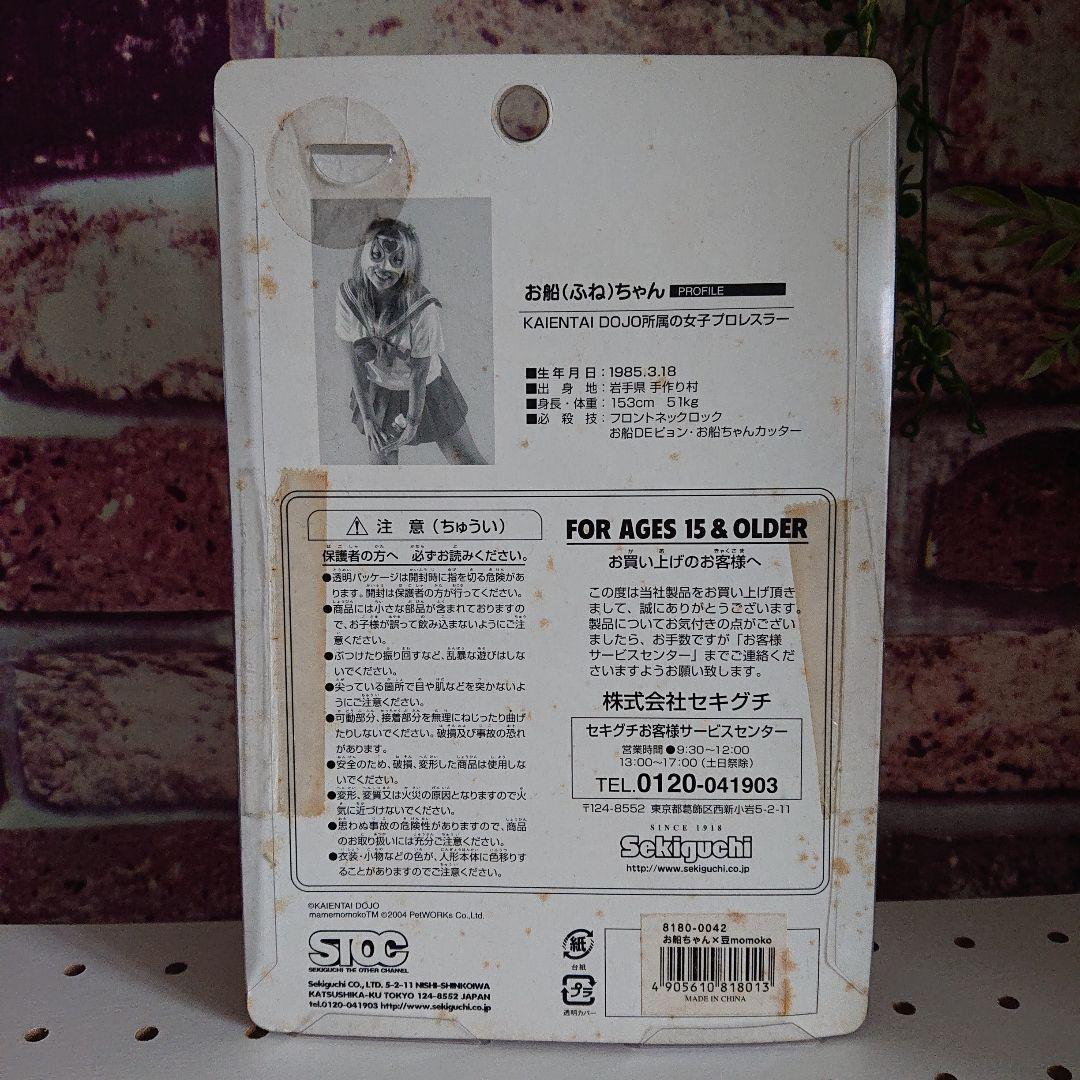 お船(ふね)ちゃん PROFILE
KAIENTAI DOJO所属の女子プロレスラー
■生年月日：1985.3.18
■出身地：岩手県 手作り村
■身長・体重：153cm 51kg
■必殺技：フロントネックロック
お船DEピョン・お船ちゃんカッター
⚠ 注意(ちゅうい)
保護者の方へ 必ずお読みください。
●透明パッケージは開封時に指を切る危険があ
ります。開封は保護者の方が行ってください。
●商品には小さな部品が含まれておりますの
で、お子様が誤って飲み込まないようにご注
意ください。
●ぶつけたり振り回すなど、乱暴な遊びはしな
いでください。
●尖っている箇所で目や肌などを突かないよ
うにご注意ください。
●可動部分、接着部分を無理にねじったり曲げ
たりしないでください。破損及び事故の恐れ
があります。
●安全のため、破損、変形した商品は使用しな
いでください。
●変形、変質又は火災の原因となりますので火
気に近づけないでください。
●思わぬ事故の危険性がありますので、商品
のお取り扱いには充分ご注意ください。
●衣装・小物などの色が、人形本体に色移りす
ることがありますのでご注意ください。
FOR AGES 15 & OLDER
お買い上げのお客様へ
この度は当社製品をお買い上げ頂き
まして、誠にありがとうございます。
製品についてお気付きの点がござい
ましたら、お手数ですが「お客様
サービスセンター」までご連絡くだ
さいますようお願い致します。
株式会社セキグチ
セキグチお客様サービスセンター
営業時間●9:30～12:00
13:00～17:00(土日祭除)
TEL.0120-041903
〒124-8552 東京都葛飾区西新小岩5-2-11
SINCE 1918
Sekiguchi
http://www.sekiguchi.co.jp
©KAIENTAI DOJO
mamemomoko™ ©2004 PetWORKs Co.,Ltd.
STOC
SEKIGUCHI THE OTHER CHANNEL
Sekiguchi CO., LTD. 5-2-11 NISHI-SHINKOIWA
KATSUSHIKA-KU TOKYO 124-8552 JAPAN
tel.0120-041903 http://www.sekiguchi.co.jp
紙
台紙
プラ
透明カバー
8180-0042
お船ちゃん×豆momoko
4 905610 818013
MADE IN CHINA